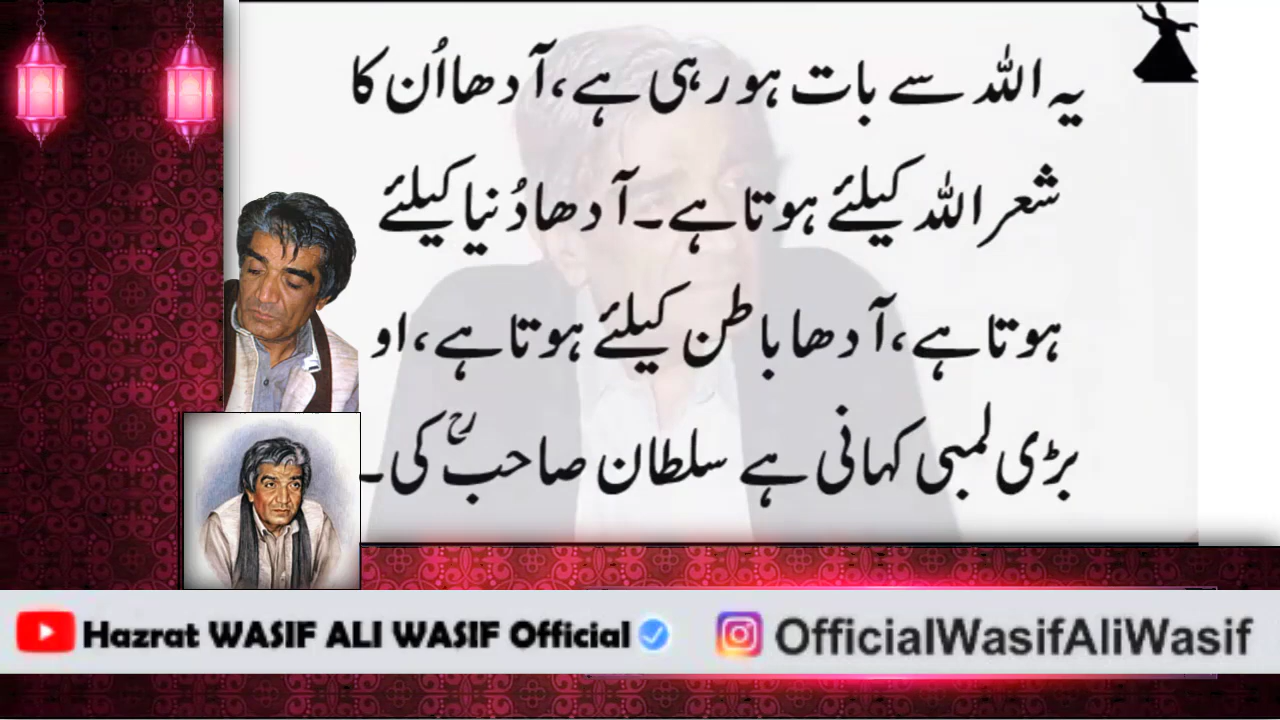 یہ اللہ سے بات ہو رہی ہے، آدھا اُن کا
شعر اللہ کیلئے ہوتا ہے۔ آدھا دُنیا کیلئے
ہوتا ہے، آدھا باطن کیلئے ہوتا ہے، او
بڑی لمبی کہانی ہے سلطان صاحبؒ کی۔
Hazrat WASIF ALI WASIF Official
OfficialWasifAliWasif